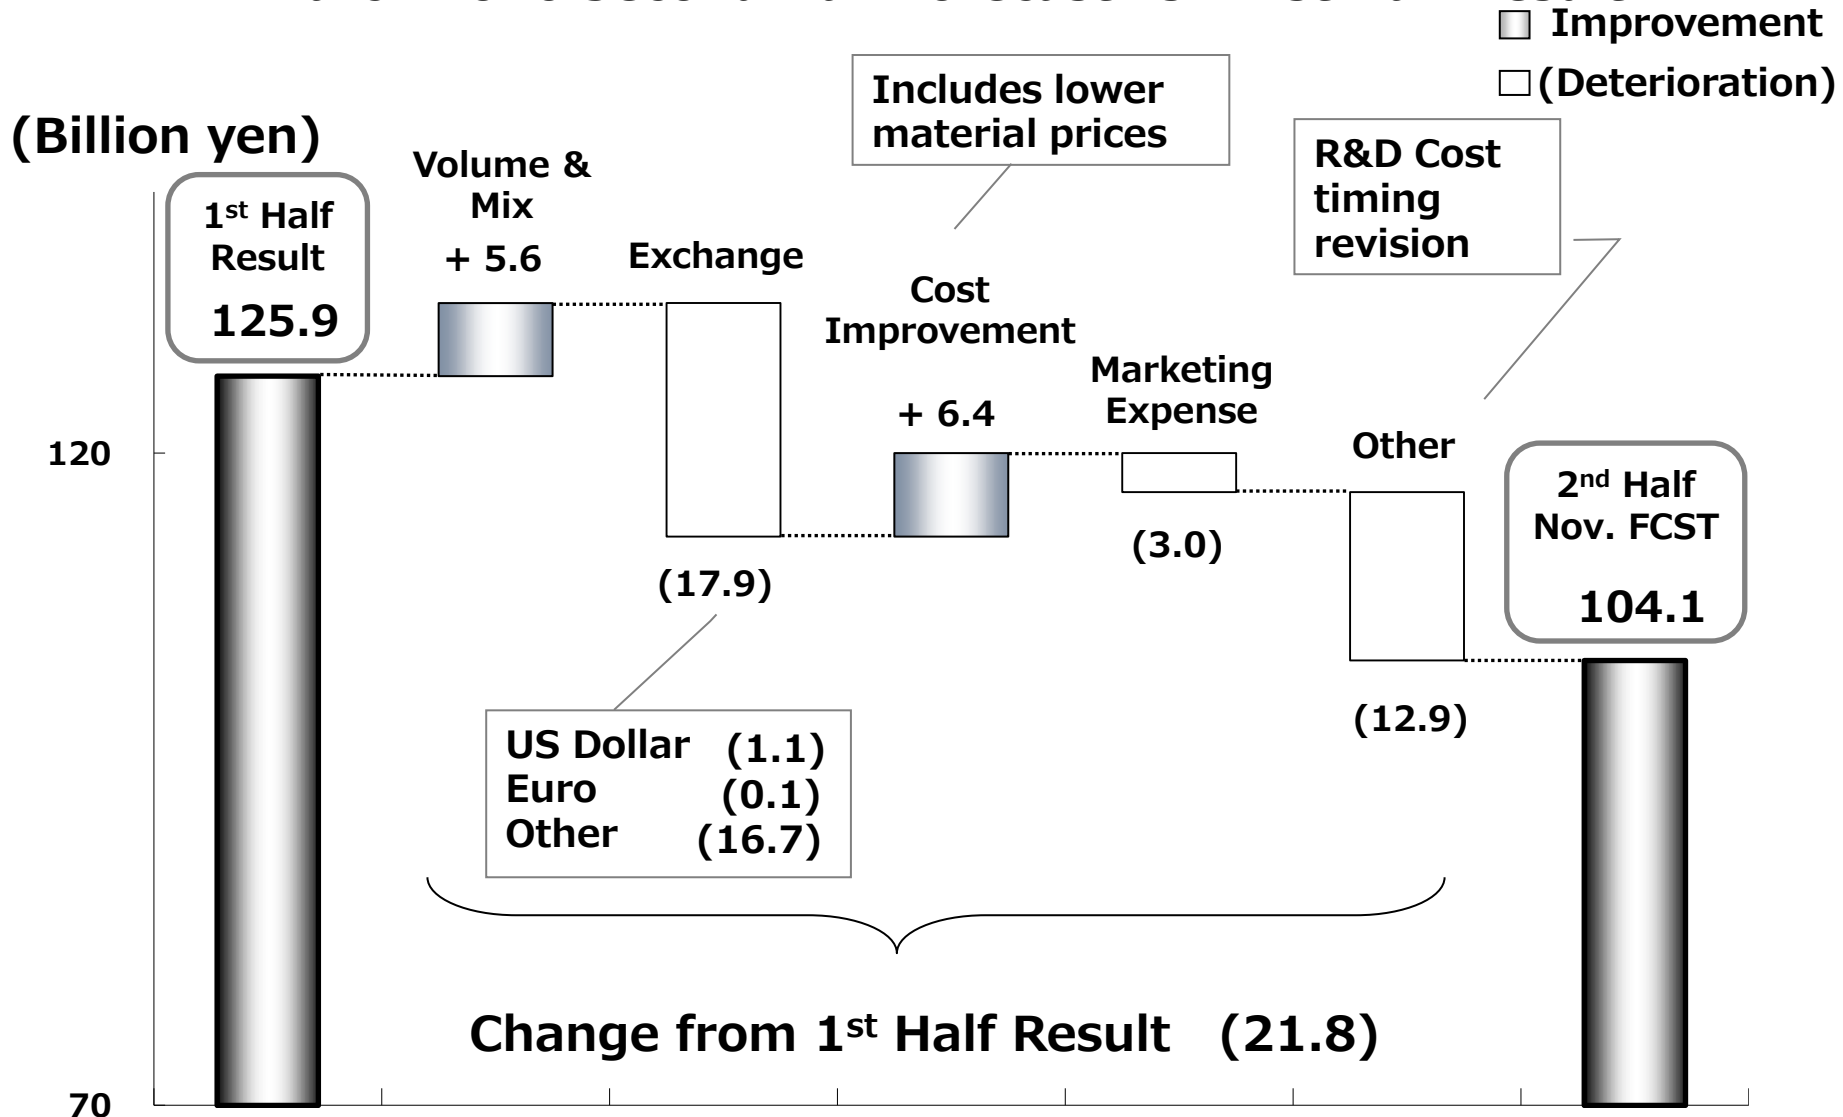 Improvement
(Deterioration)
(Billion yen)
1st Half
Result
125.9
Volume &
Mix
+ 5.6
Exchange
(17.9)
US Dollar (1.1)
Euro (0.1)
Other (16.7)
Includes lower
material prices
Cost
Improvement
+ 6.4
Marketing
Expense
(3.0)
R&D Cost
timing
revision
Other
(12.9)
2nd Half
Nov. FCST
104.1
120
70
Change from 1st Half Result (21.8)